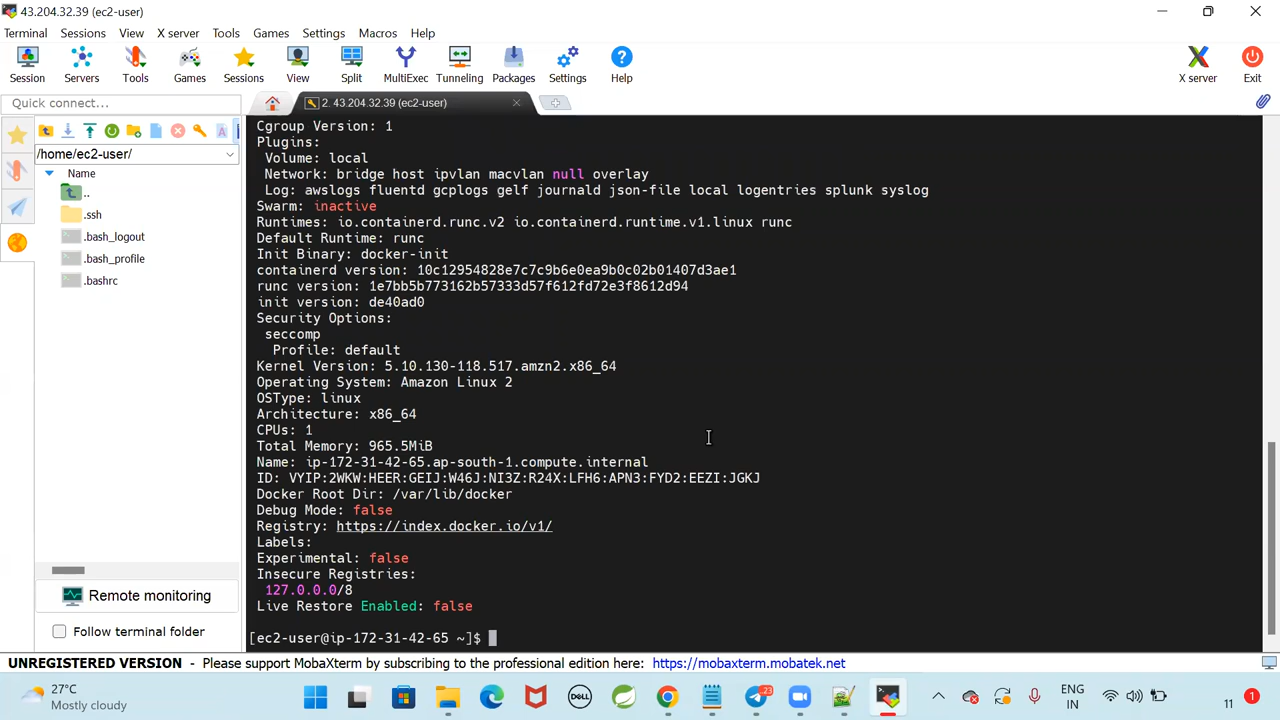 43.204.32.39 (ec2-user)
Terminal Sessions View X server Tools Games Settings Macros Help
Session Servers Tools Games Sessions View Split MultiExec Tunneling Packages Settings Help X server Exit
Quick connect...
2. 43.204.32.39 (ec2-user)
/home/ec2-user/
Name
..
.ssh
.bash_logout
.bash_profile
.bashrc
Remote monitoring
Follow terminal folder
Cgroup Version: 1
Plugins:
Volume: local
Network: bridge host ipvlan macvlan null overlay
Log: awslogs fluentd gcplogs gelf journald json-file local logentries splunk syslog
Swarm: inactive
Runtimes: io.containerd.runc.v2 io.containerd.runtime.v1.linux runc
Default Runtime: runc
Init Binary: docker-init
containerd version: 10c12954828e7c7c9b6e0ea9b0c02b01407d3ae1
runc version: 1e7bb5b773162b57333d57f612fd72e3f8612d94
init version: de40ad0
Security Options:
seccomp
Profile: default
Kernel Version: 5.10.130-118.517.amzn2.x86_64
Operating System: Amazon Linux 2
OSType: linux
Architecture: x86_64
CPUs: 1
Total Memory: 965.5MiB
Name: ip-172-31-42-65.ap-south-1.compute.internal
ID: VYIP:2WKW:HEER:GEIJ:W46J:NI3Z:R24X:LFH6:APN3:FYD2:EEZI:JGKJ
Docker Root Dir: /var/lib/docker
Debug Mode: false
Registry: https://index.docker.io/v1/
Labels:
Experimental: false
Insecure Registries:
127.0.0.0/8
Live Restore Enabled: false
[ec2-user@ip-172-31-42-65 ~]$
UNREGISTERED VERSION - Please support MobaXterm by subscribing to the professional edition here: https://mobaxterm.mobatek.net
27°C
Mostly cloudy
DELL
23
ENG
IN
11
1